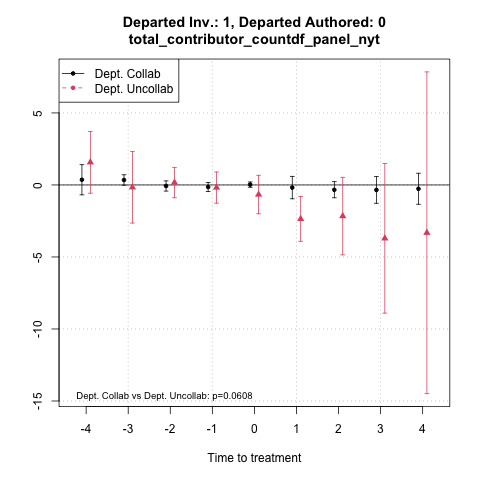 Departed Inv.: 1, Departed Authored: 0
total_contributor_countdf_panel_nyt
Dept. Collab
Dept. Uncollab
5
0
-5
-10
-15
Dept. Collab vs Dept. Uncollab: p=0.0608
-4 -3 -2 -1 0 1 2 3 4
Time to treatment